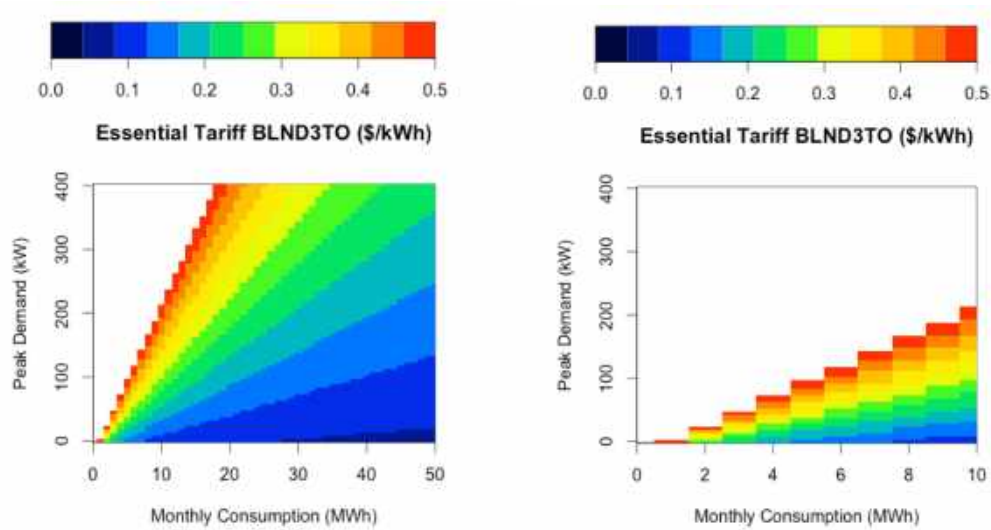 0.0 0.1 0.2 0.3 0.4 0.5
Essential Tariff BLND3TO ($/kWh)
Peak Demand (kW)
400
300
200
100
0
0 10 20 30 40 50
Monthly Consumption (MWh)
0.0 0.1 0.2 0.3 0.4 0.5
Essential Tariff BLND3TO ($/kWh)
Peak Demand (kW)
400
300
200
100
0
0 2 4 6 8 10
Monthly Consumption (MWh)